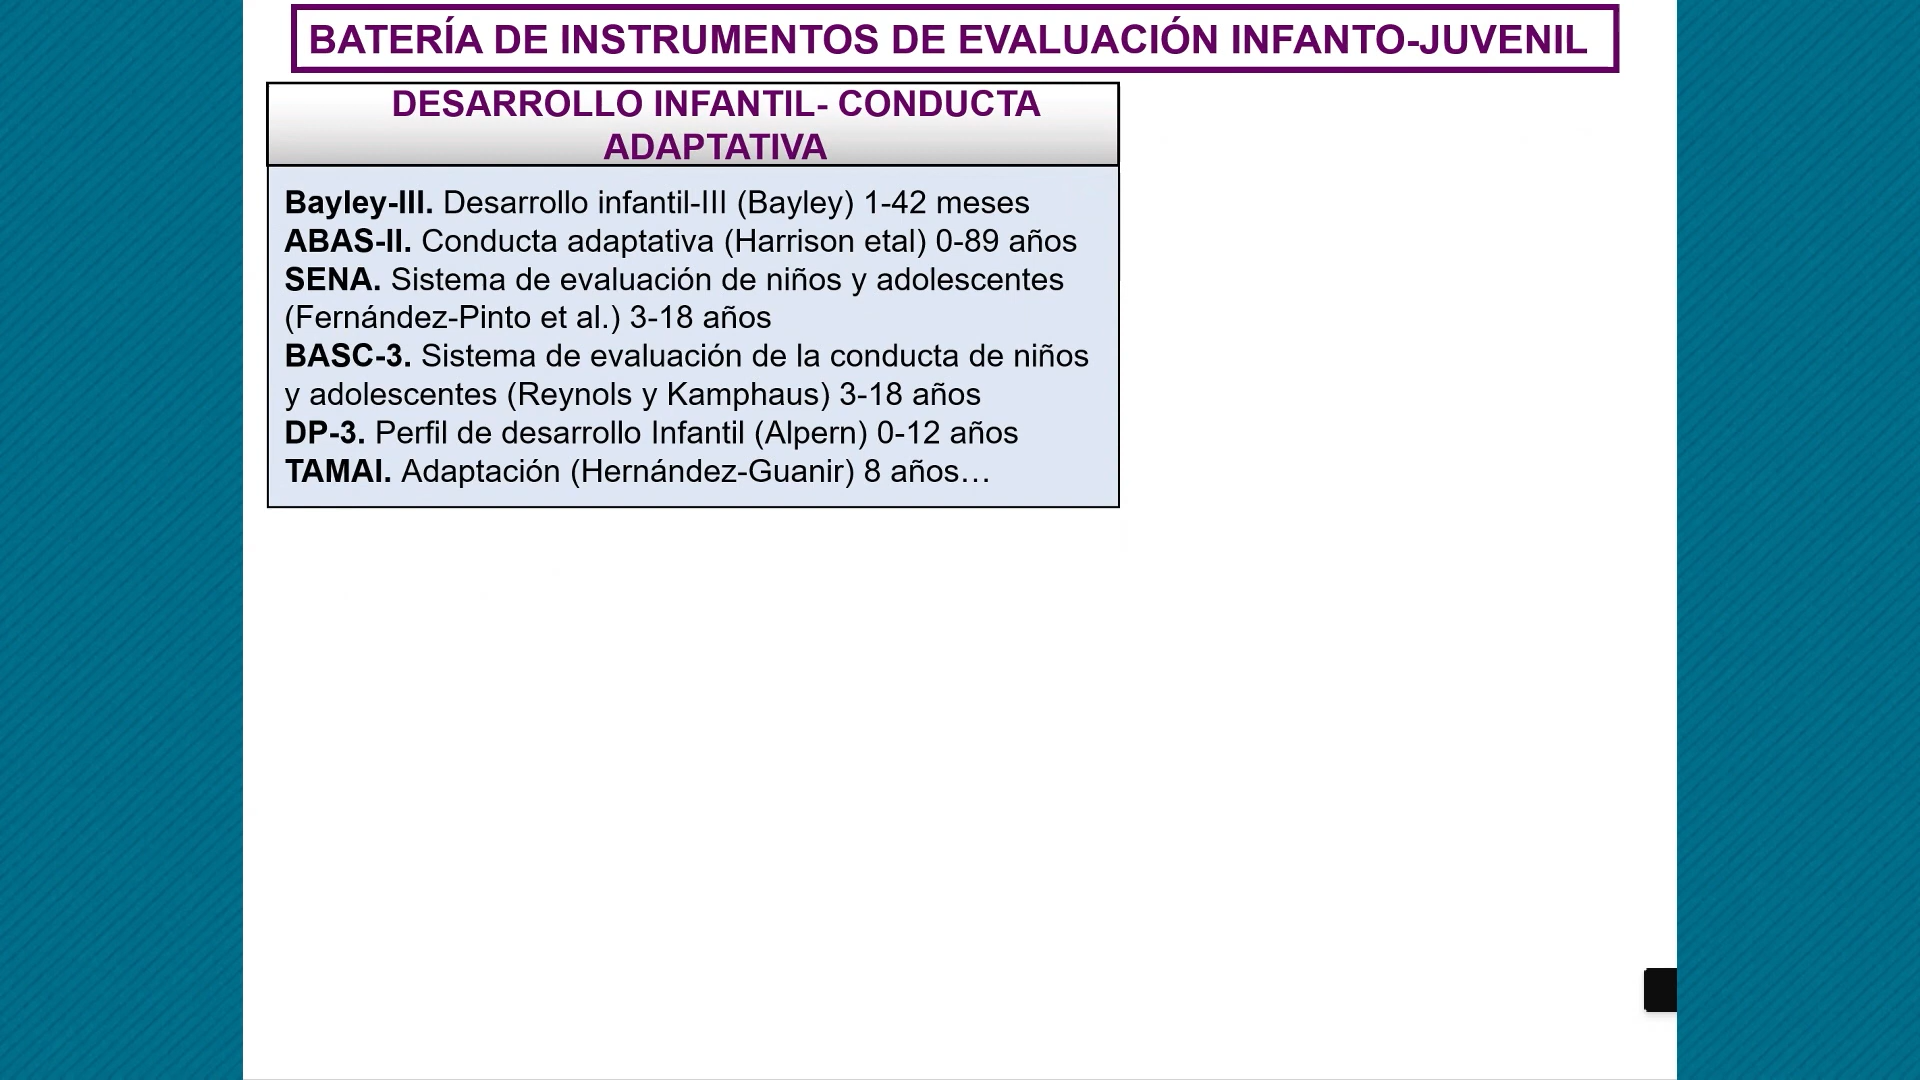 BATERÍA DE INSTRUMENTOS DE EVALUACIÓN INFANTO-JUVENIL
DESARROLLO INFANTIL- CONDUCTA
ADAPTATIVA
Bayley-III. Desarrollo infantil-III (Bayley) 1-42 meses
ABAS-II. Conducta adaptativa (Harrison etal) 0-89 años
SENA. Sistema de evaluación de niños y adolescentes
(Fernández-Pinto et al.) 3-18 años
BASC-3. Sistema de evaluación de la conducta de niños
y adolescentes (Reynols y Kamphaus) 3-18 años
DP-3. Perfil de desarrollo Infantil (Alpern) 0-12 años
TAMAI. Adaptación (Hernández-Guanir) 8 años…